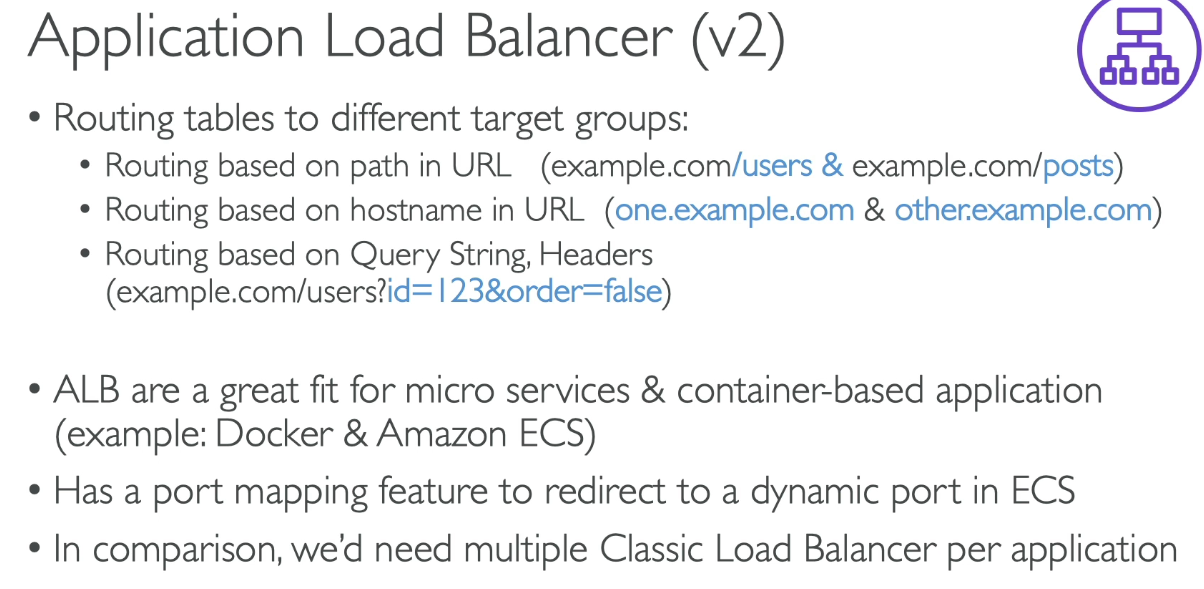 Application Load Balancer (v2)
• Routing tables to different target groups:
• Routing based on path in URL (example.com/users & example.com/posts)
• Routing based on hostname in URL (one.example.com & other.example.com)
• Routing based on Query String, Headers
(example.com/users?id=123&order=false)
• ALB are a great fit for micro services & container-based application
(example: Docker & Amazon ECS)
• Has a port mapping feature to redirect to a dynamic port in ECS
• In comparison, we’d need multiple Classic Load Balancer per application